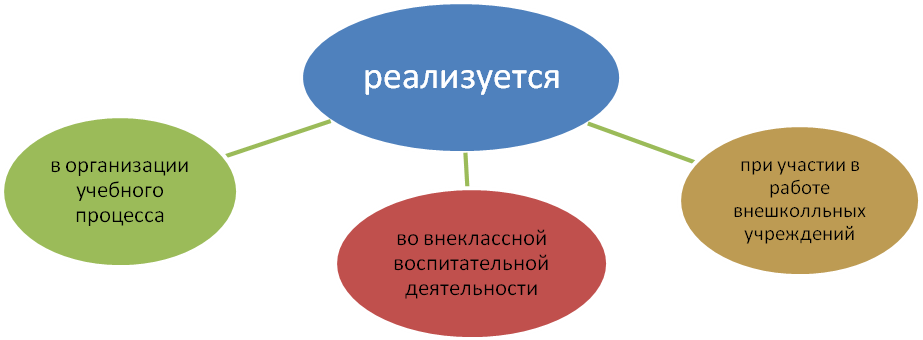 реализуется
в организации
учебного
процесса
во внеклассной
воспитательной
деятельности
при участии в
работе
внешколльных
учреждений